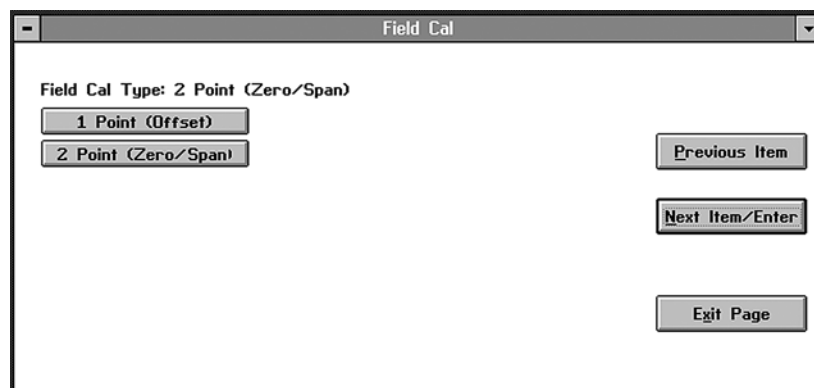 Field Cal
Field Cal Type: 2 Point (Zero/Span)
1 Point (Offset)
2 Point (Zero/Span)
Previous Item
Next Item/Enter
Exit Page